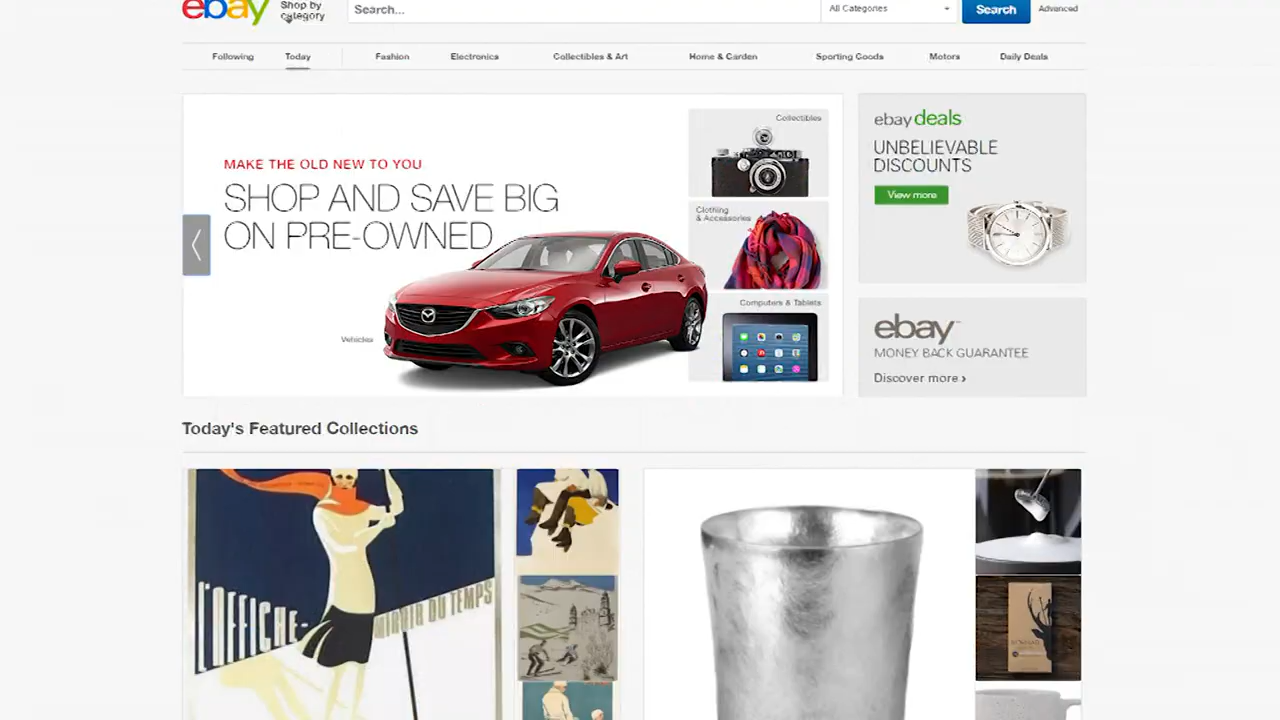 ebay
Shop by
category
Search...
All Categories
Search
Advanced
Following
Today
Fashion
Electronics
Collectibles & Art
Home & Garden
Sporting Goods
Motors
Daily Deals
MAKE THE OLD NEW TO YOU
SHOP AND SAVE BIG
ON PRE-OWNED
Vehicles
Collectibles
Clothing
& Accessories
Computers & Tablets
ebay deals
UNBELIEVABLE
DISCOUNTS
View more
ebay
MONEY BACK GUARANTEE
Discover more ›
Today's Featured Collections
L'AFFICHE-
MIROIR DU TEMPS